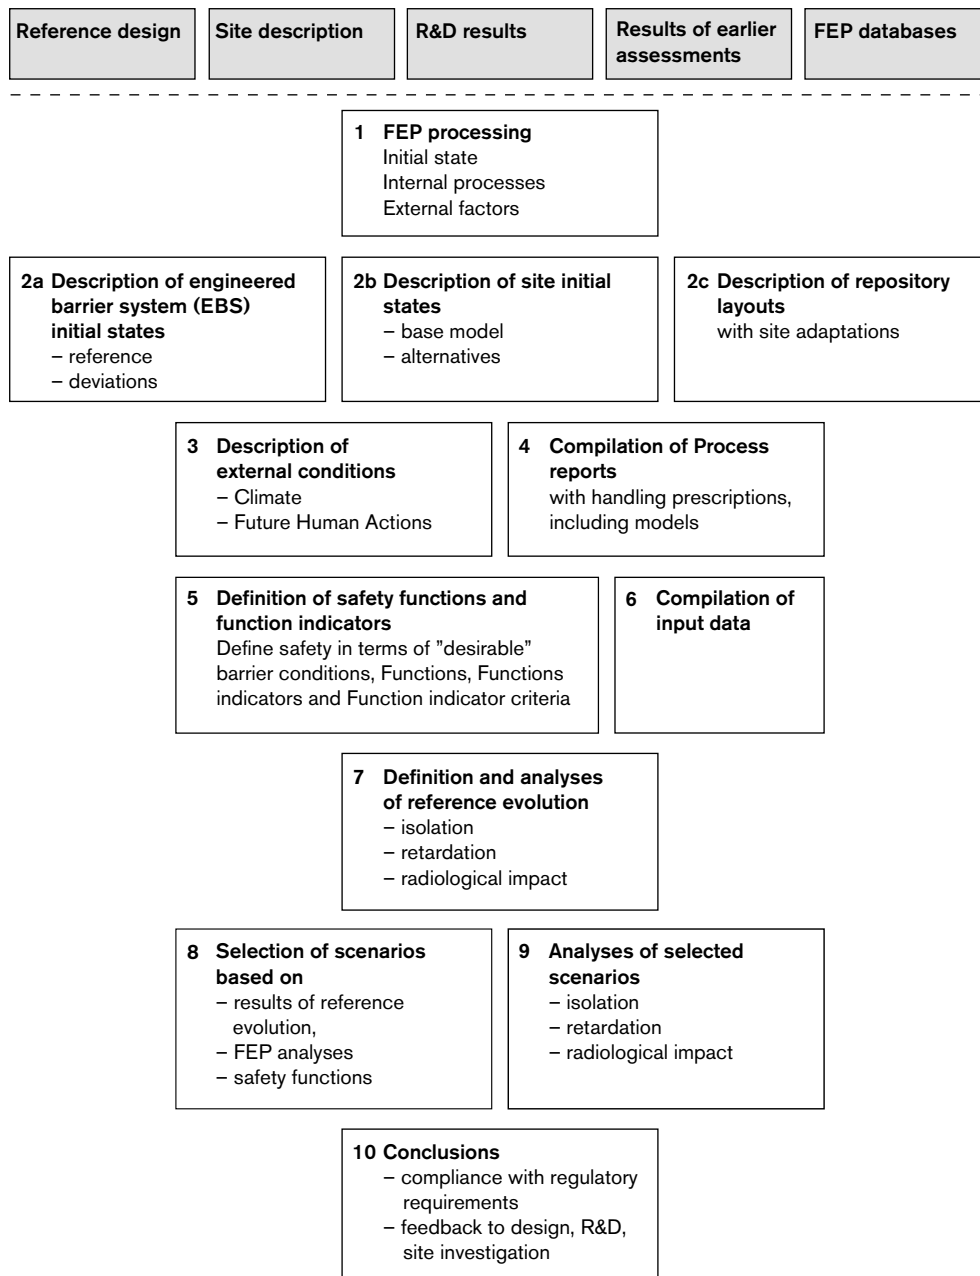 Reference design
Site description
R&D results
Results of earlier
assessments
FEP databases
1 FEP processing
Initial state
Internal processes
External factors
2a Description of engineered
barrier system (EBS)
initial states
– reference
– deviations
2b Description of site initial
states
– base model
– alternatives
2c Description of repository
layouts
with site adaptations
3 Description of
external conditions
– Climate
– Future Human Actions
4 Compilation of Process
reports
with handling prescriptions,
including models
5 Definition of safety functions and
function indicators
Define safety in terms of ”desirable”
barrier conditions, Functions, Functions
indicators and Function indicator criteria
6 Compilation of
input data
7 Definition and analyses
of reference evolution
– isolation
– retardation
– radiological impact
8 Selection of scenarios
based on
– results of reference
evolution,
– FEP analyses
– safety functions
9 Analyses of selected
scenarios
– isolation
– retardation
– radiological impact
10 Conclusions
– compliance with regulatory
requirements
– feedback to design, R&D,
site investigation